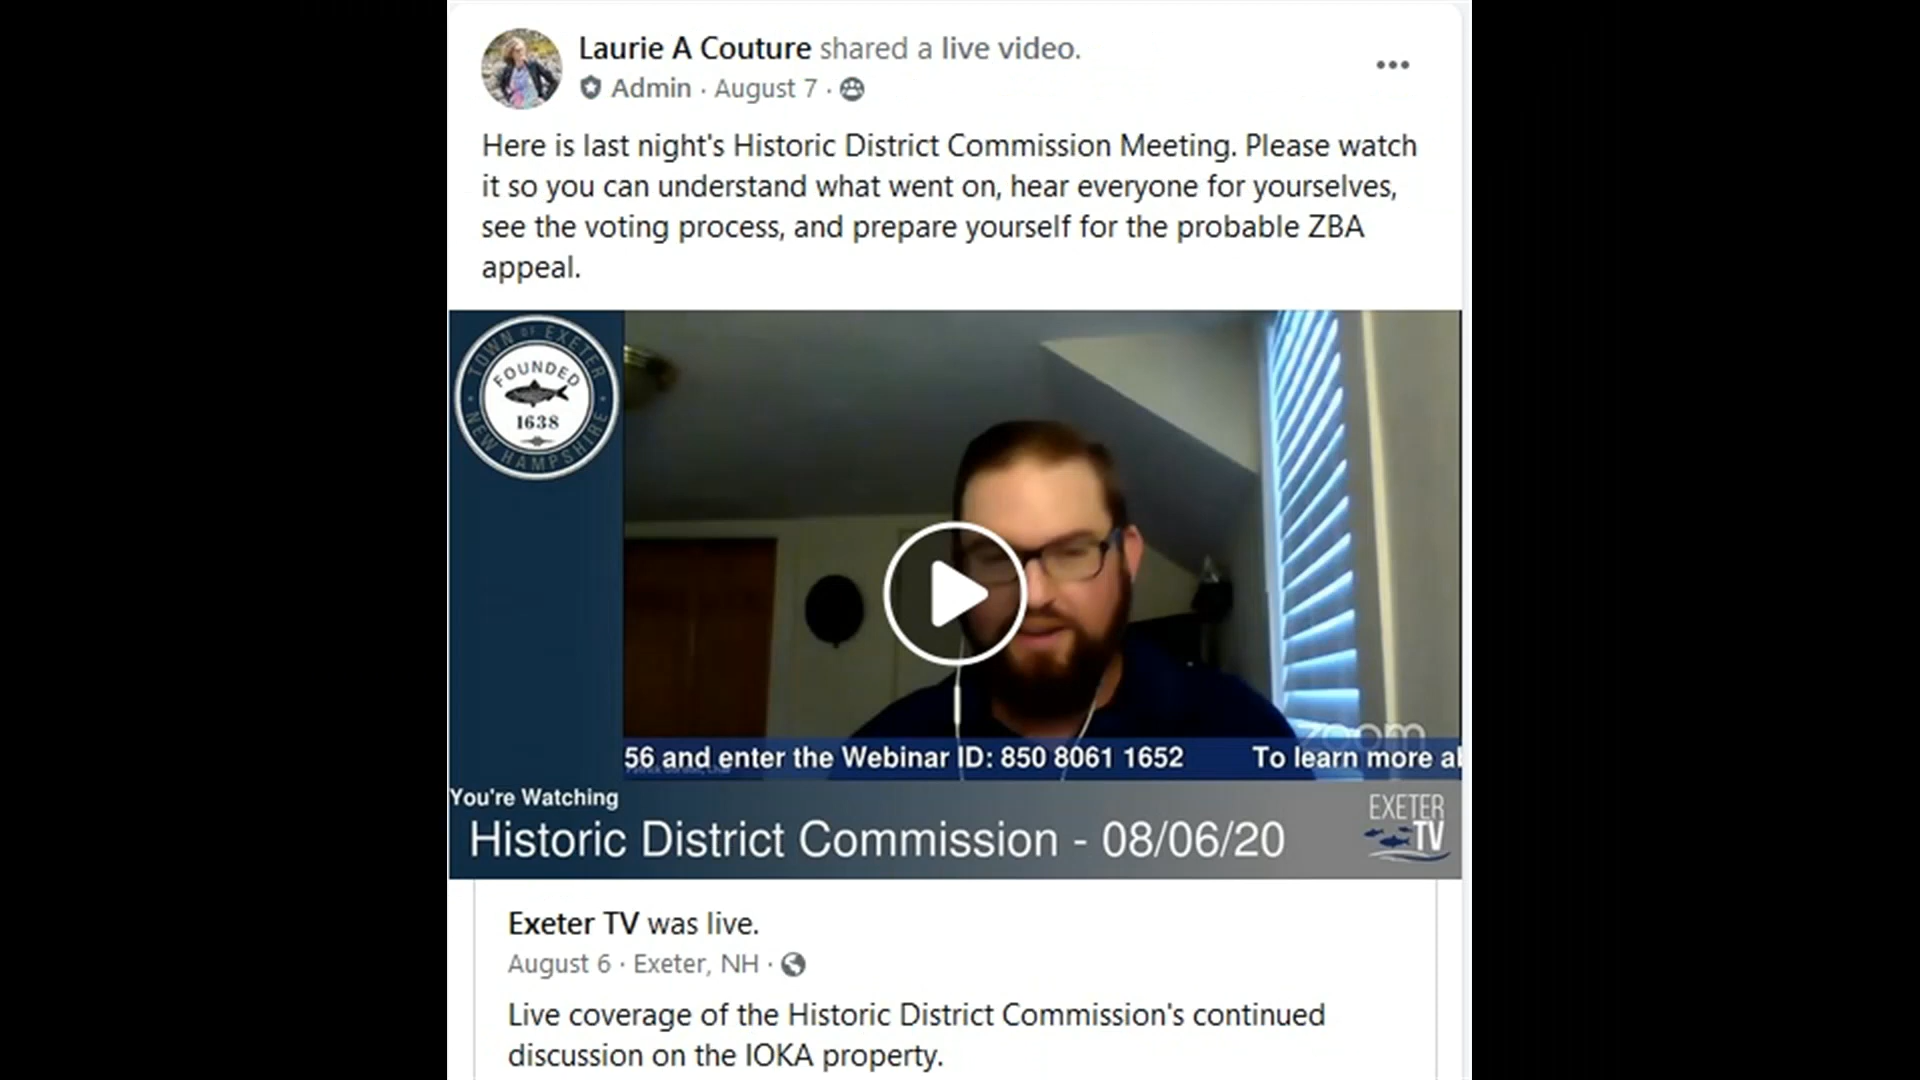 Laurie A Couture shared a live video.
Admin · August 7 ·
Here is last night's Historic District Commission Meeting. Please watch
it so you can understand what went on, hear everyone for yourselves,
see the voting process, and prepare yourself for the probable ZBA
appeal.
TOWN OF EXETER
FOUNDED
1638
NEW HAMPSHIRE
zoom
56 and enter the Webinar ID: 850 8061 1652 To learn more a
You're Watching
Historic District Commission - 08/06/20
EXETER
TV
Exeter TV was live.
August 6 · Exeter, NH ·
Live coverage of the Historic District Commission's continued
discussion on the IOKA property.